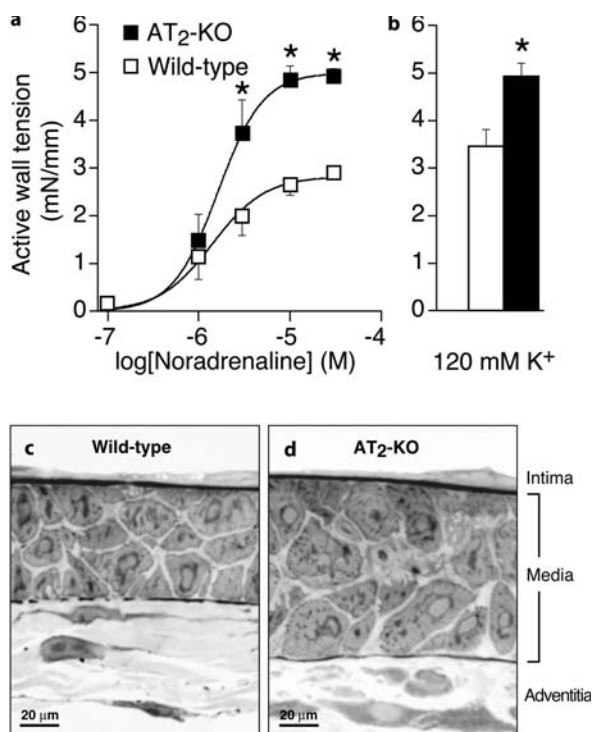 a
AT₂-KO
Wild-type
Active wall tension
(mN/mm)
6
5
4
3
2
1
0
* * *
-7 -6 -5 -4
log[Noradrenaline] (M)
b
6
5
4
3
2
1
0
*
120 mM K⁺
c Wild-type
20 μm
d AT₂-KO
20 μm
Intima
Media
Adventitia